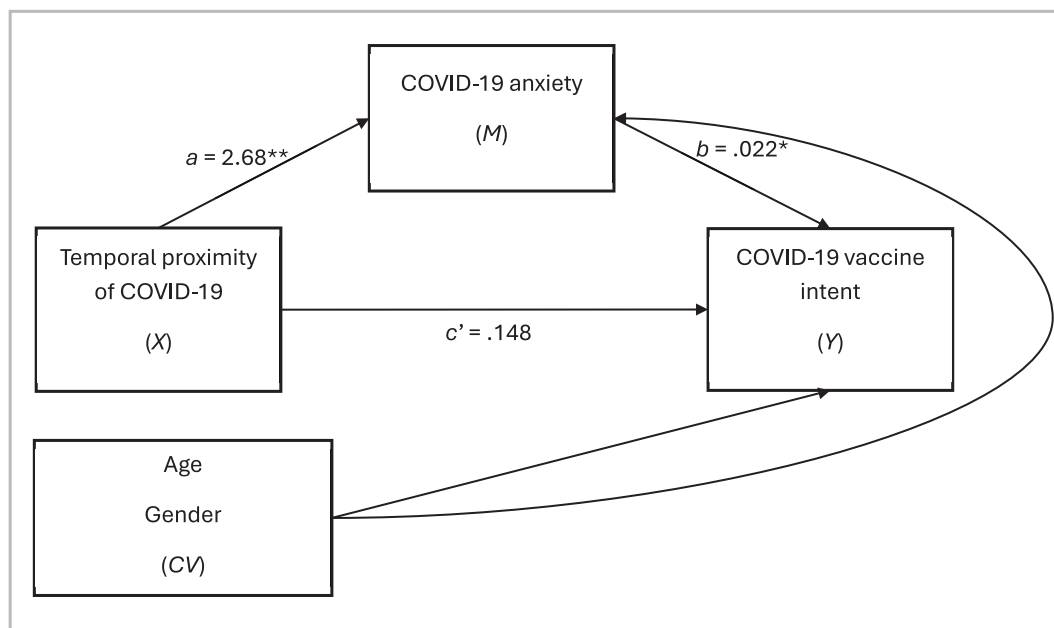 COVID-19 anxiety
(M)
a = 2.68**
b = .022*
Temporal proximity
of COVID-19
(X)
c’ = .148
COVID-19 vaccine
intent
(Y)
Age
Gender
(CV)